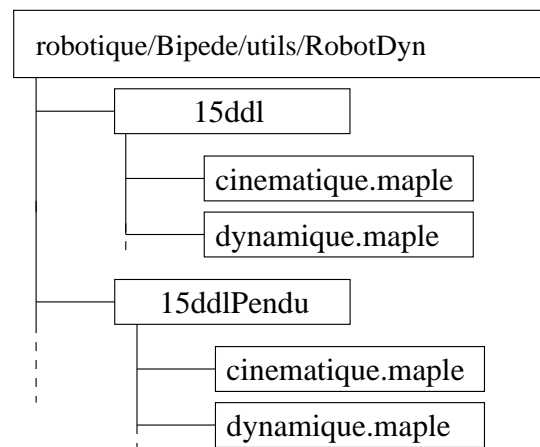 robotique/Bipede/utils/RobotDyn
15ddl
cinematique.maple
dynamique.maple
15ddlPendu
cinematique.maple
dynamique.maple